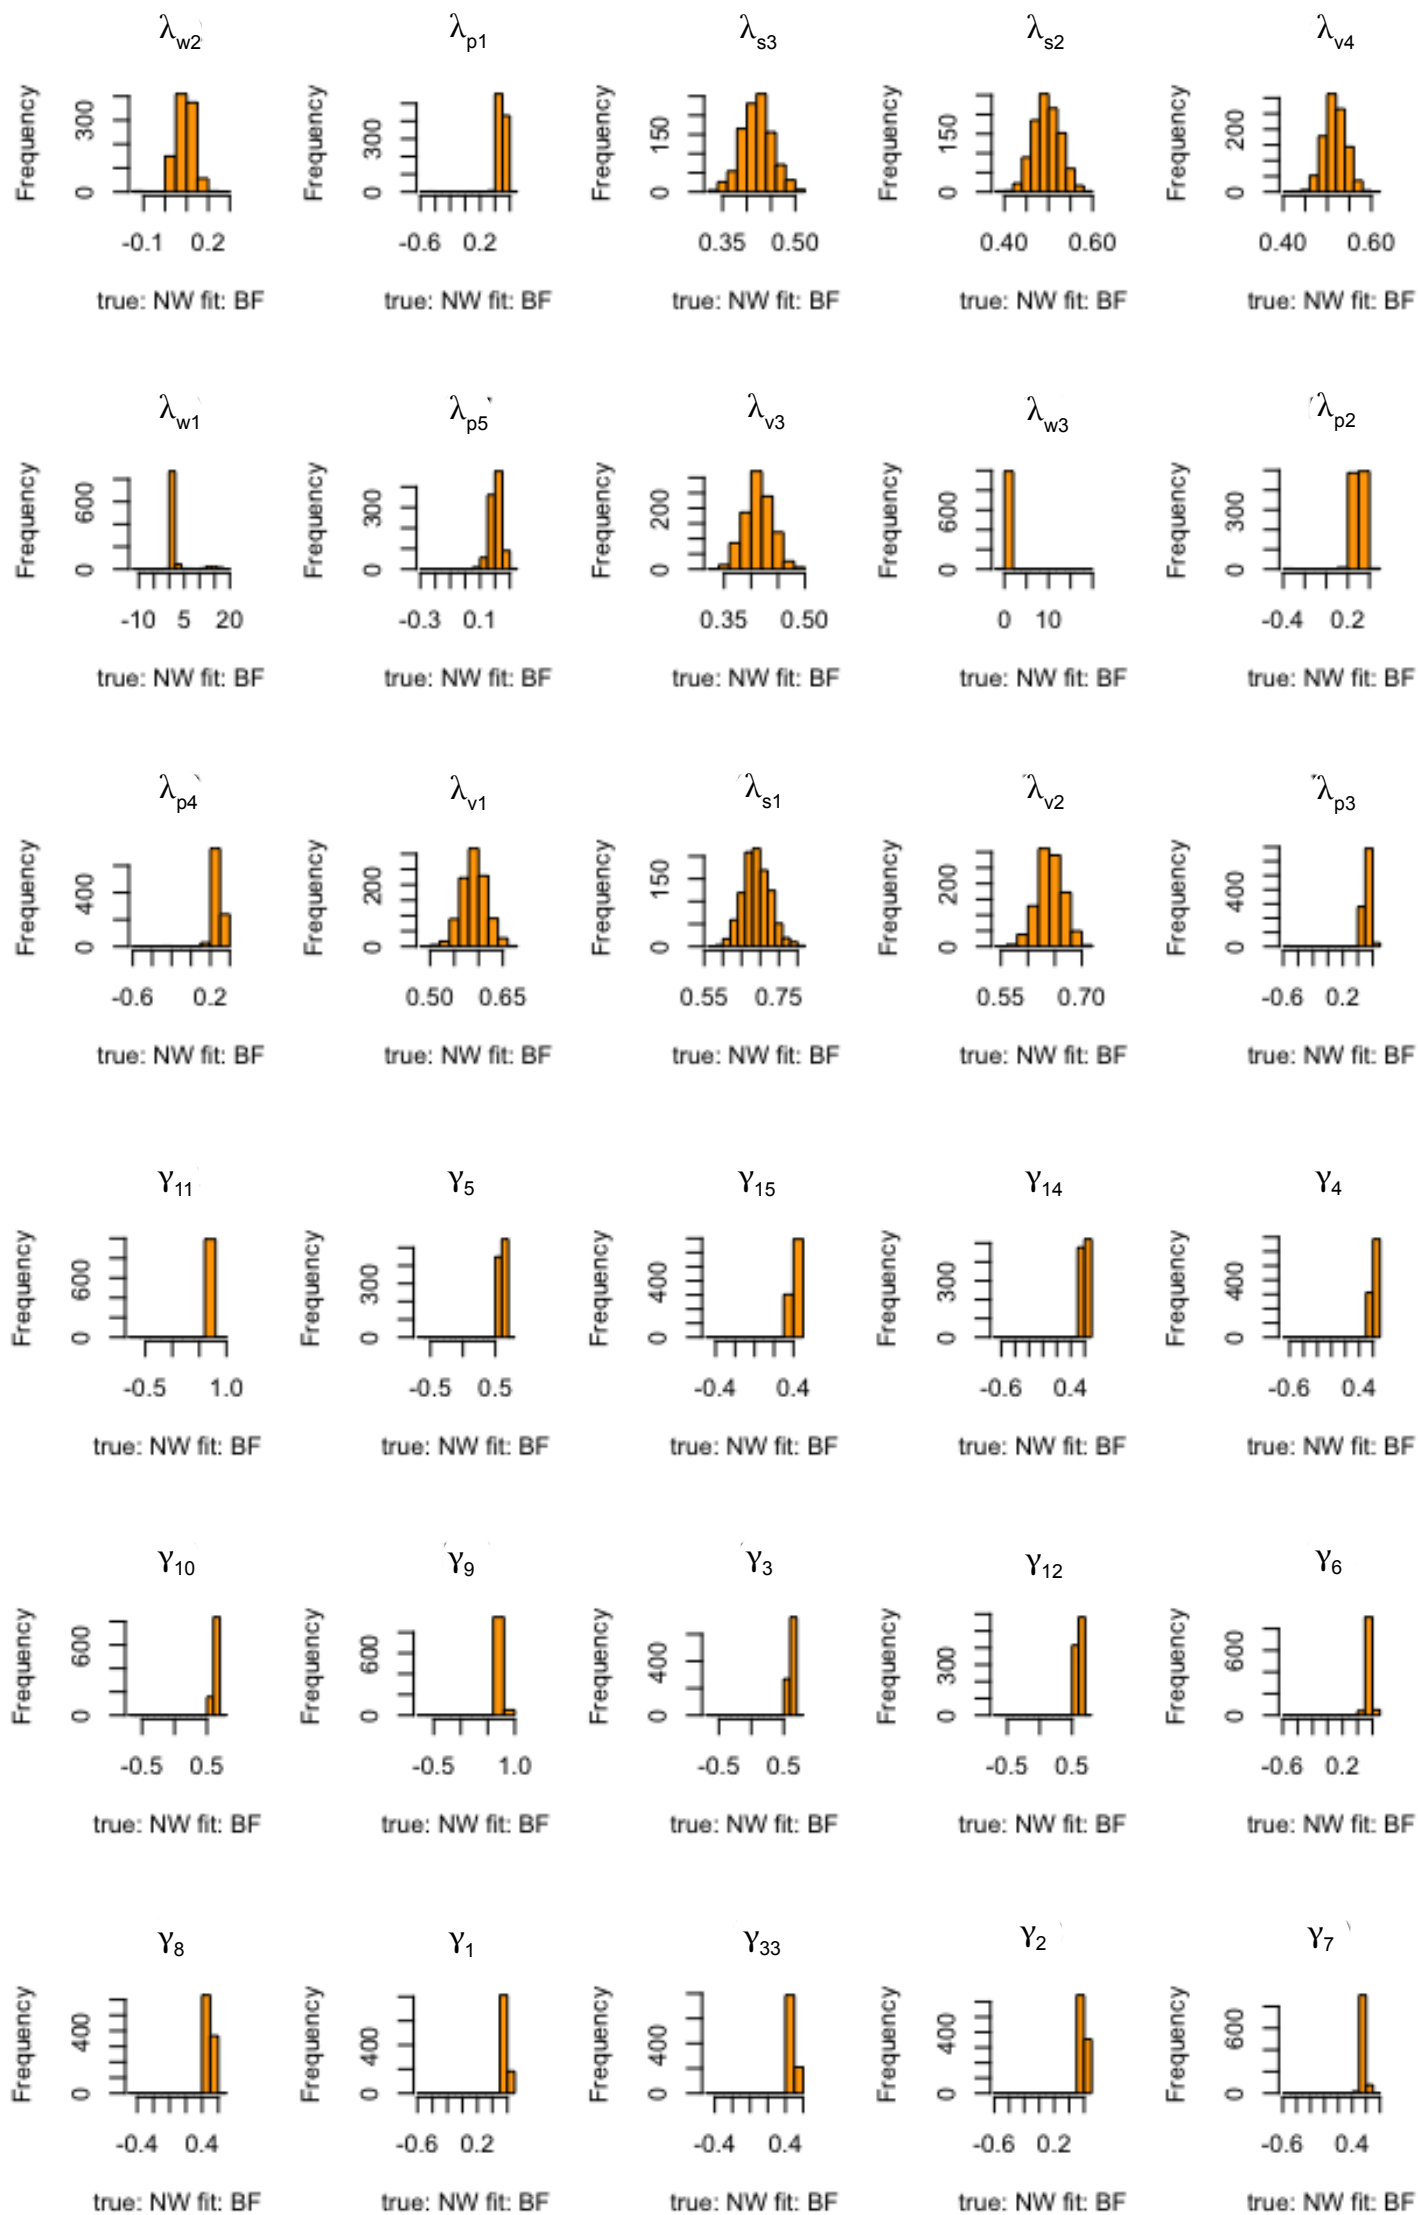 λw2 λp1 λs3 λs2 λv4
Frequency Frequency Frequency Frequency Frequency
300 0 300 0 150 0 150 0 200 0
-0.1 0.2 -0.6 0.2 0.35 0.50 0.40 0.60 0.40 0.60
true: NW fit: BF true: NW fit: BF true: NW fit: BF true: NW fit: BF true: NW fit: BF
λw1 λp5 λv3 λw3 λp2
Frequency Frequency Frequency Frequency Frequency
600 0 300 0 200 0 600 0 300 0
-10 5 20 -0.3 0.1 0.35 0.50 0 10 -0.4 0.2
true: NW fit: BF true: NW fit: BF true: NW fit: BF true: NW fit: BF true: NW fit: BF
λp4 λv1 λs1 λv2 λp3
Frequency Frequency Frequency Frequency Frequency
400 0 200 0 150 0 200 0 400 0
-0.6 0.2 0.50 0.65 0.55 0.75 0.55 0.70 -0.6 0.2
true: NW fit: BF true: NW fit: BF true: NW fit: BF true: NW fit: BF true: NW fit: BF
γ11 γ5 γ15 γ14 γ4
Frequency Frequency Frequency Frequency Frequency
600 0 300 0 400 0 300 0 400 0
-0.5 1.0 -0.5 0.5 -0.4 0.4 -0.6 0.4 -0.6 0.4
true: NW fit: BF true: NW fit: BF true: NW fit: BF true: NW fit: BF true: NW fit: BF
γ10 γ9 γ3 γ12 γ6
Frequency Frequency Frequency Frequency Frequency
600 0 600 0 400 0 300 0 600 0
-0.5 0.5 -0.5 1.0 -0.5 0.5 -0.5 0.5 -0.6 0.2
true: NW fit: BF true: NW fit: BF true: NW fit: BF true: NW fit: BF true: NW fit: BF
γ8 γ1 γ33 γ2 γ7
Frequency Frequency Frequency Frequency Frequency
400 0 400 0 400 0 400 0 600 0
-0.4 0.4 -0.6 0.2 -0.4 0.4 -0.6 0.2 -0.6 0.4
true: NW fit: BF true: NW fit: BF true: NW fit: BF true: NW fit: BF true: NW fit: BF